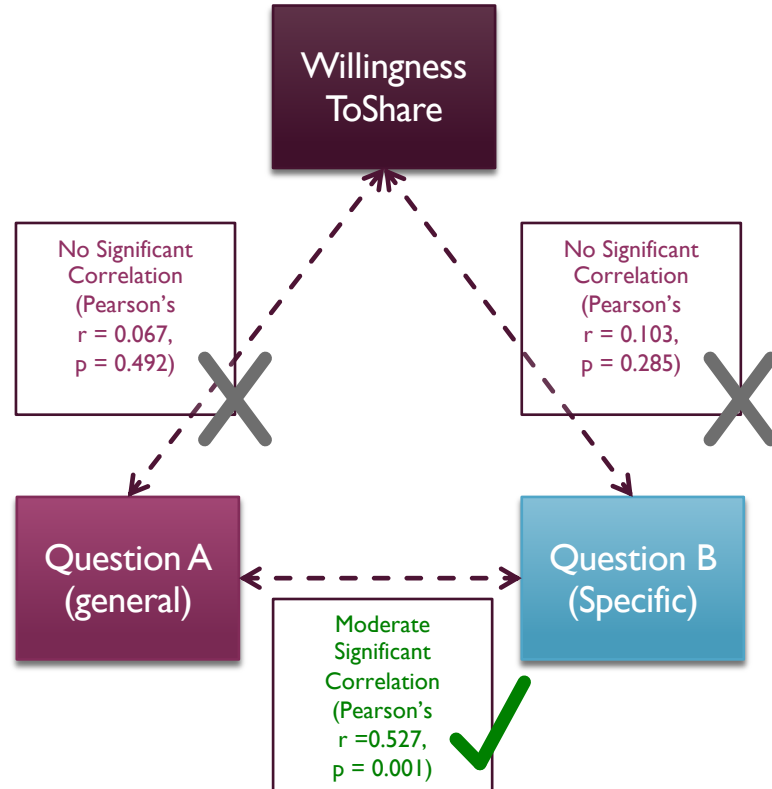 Willingness
ToShare
No Significant
Correlation
(Pearson's
r = 0.067,
p = 0.492)
No Significant
Correlation
(Pearson's
r = 0.103,
p = 0.285)
Question A
(general)
Question B
(Specific)
Moderate
Significant
Correlation
(Pearson's
r =0.527,
p = 0.001)